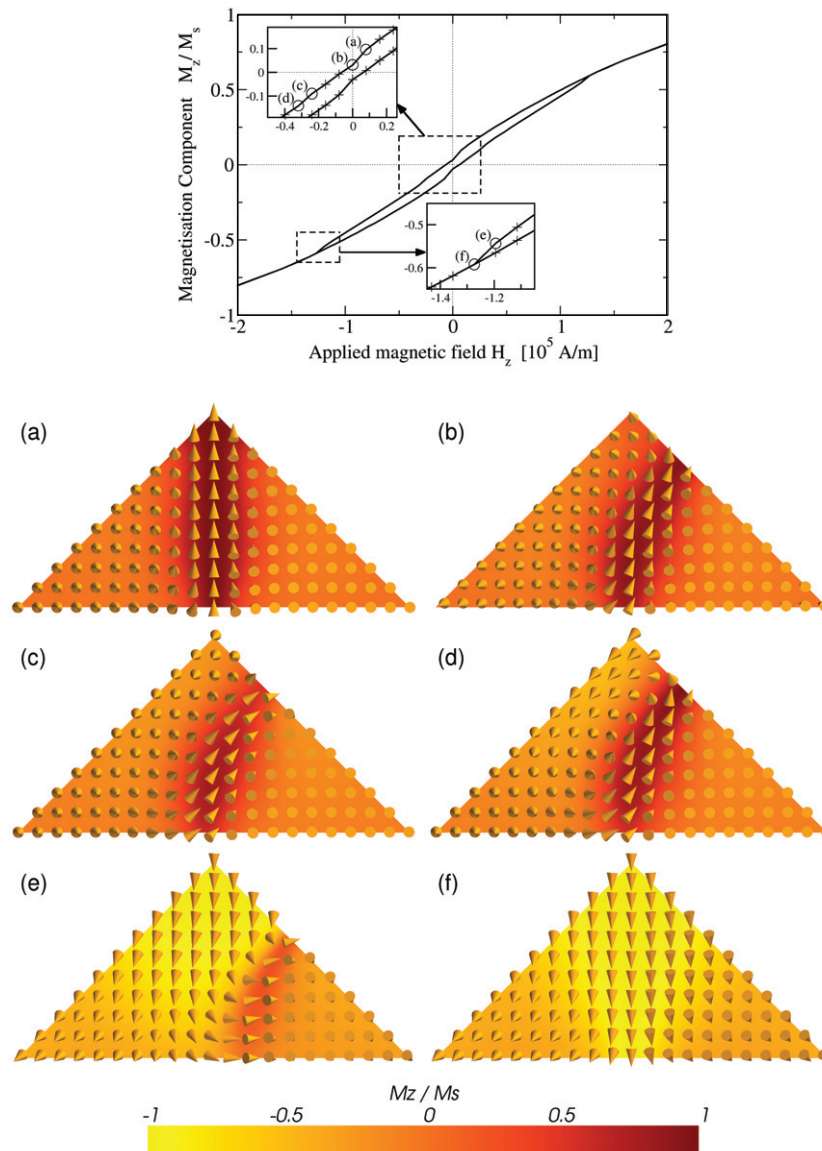 1
0.5
0
-0.5
-1
Magnetisation Component M_z / M_s
0.1
0
-0.1
(a)
(b)
(c)
(d)
-0.4 -0.2 0 0.2
-0.5
-0.6
(e)
(f)
-1.4 -1.2
-2 -1 0 1 2
Applied magnetic field H_z [10^5 A/m]
(a) (b)
(c) (d)
(e) (f)
Mz / Ms
-1 -0.5 0 0.5 1